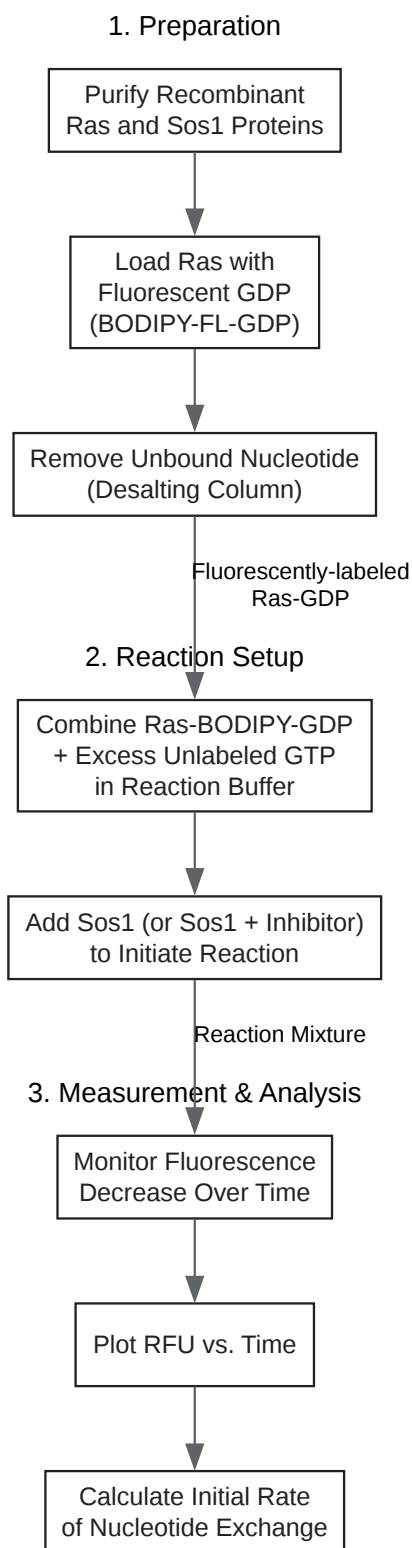 1. Preparation
Purify Recombinant
Ras and Sos1 Proteins
Load Ras with
Fluorescent GDP
(BODIPY-FL-GDP)
Remove Unbound Nucleotide
(Desalting Column)
Fluorescently-labeled
Ras-GDP
2. Reaction Setup
Combine Ras-BODIPY-GDP
+ Excess Unlabeled GTP
in Reaction Buffer
Add Sos1 (or Sos1 + Inhibitor)
to Initiate Reaction
Reaction Mixture
3. Measurement & Analysis
Monitor Fluorescence
Decrease Over Time
Plot RFU vs. Time
Calculate Initial Rate
of Nucleotide Exchange